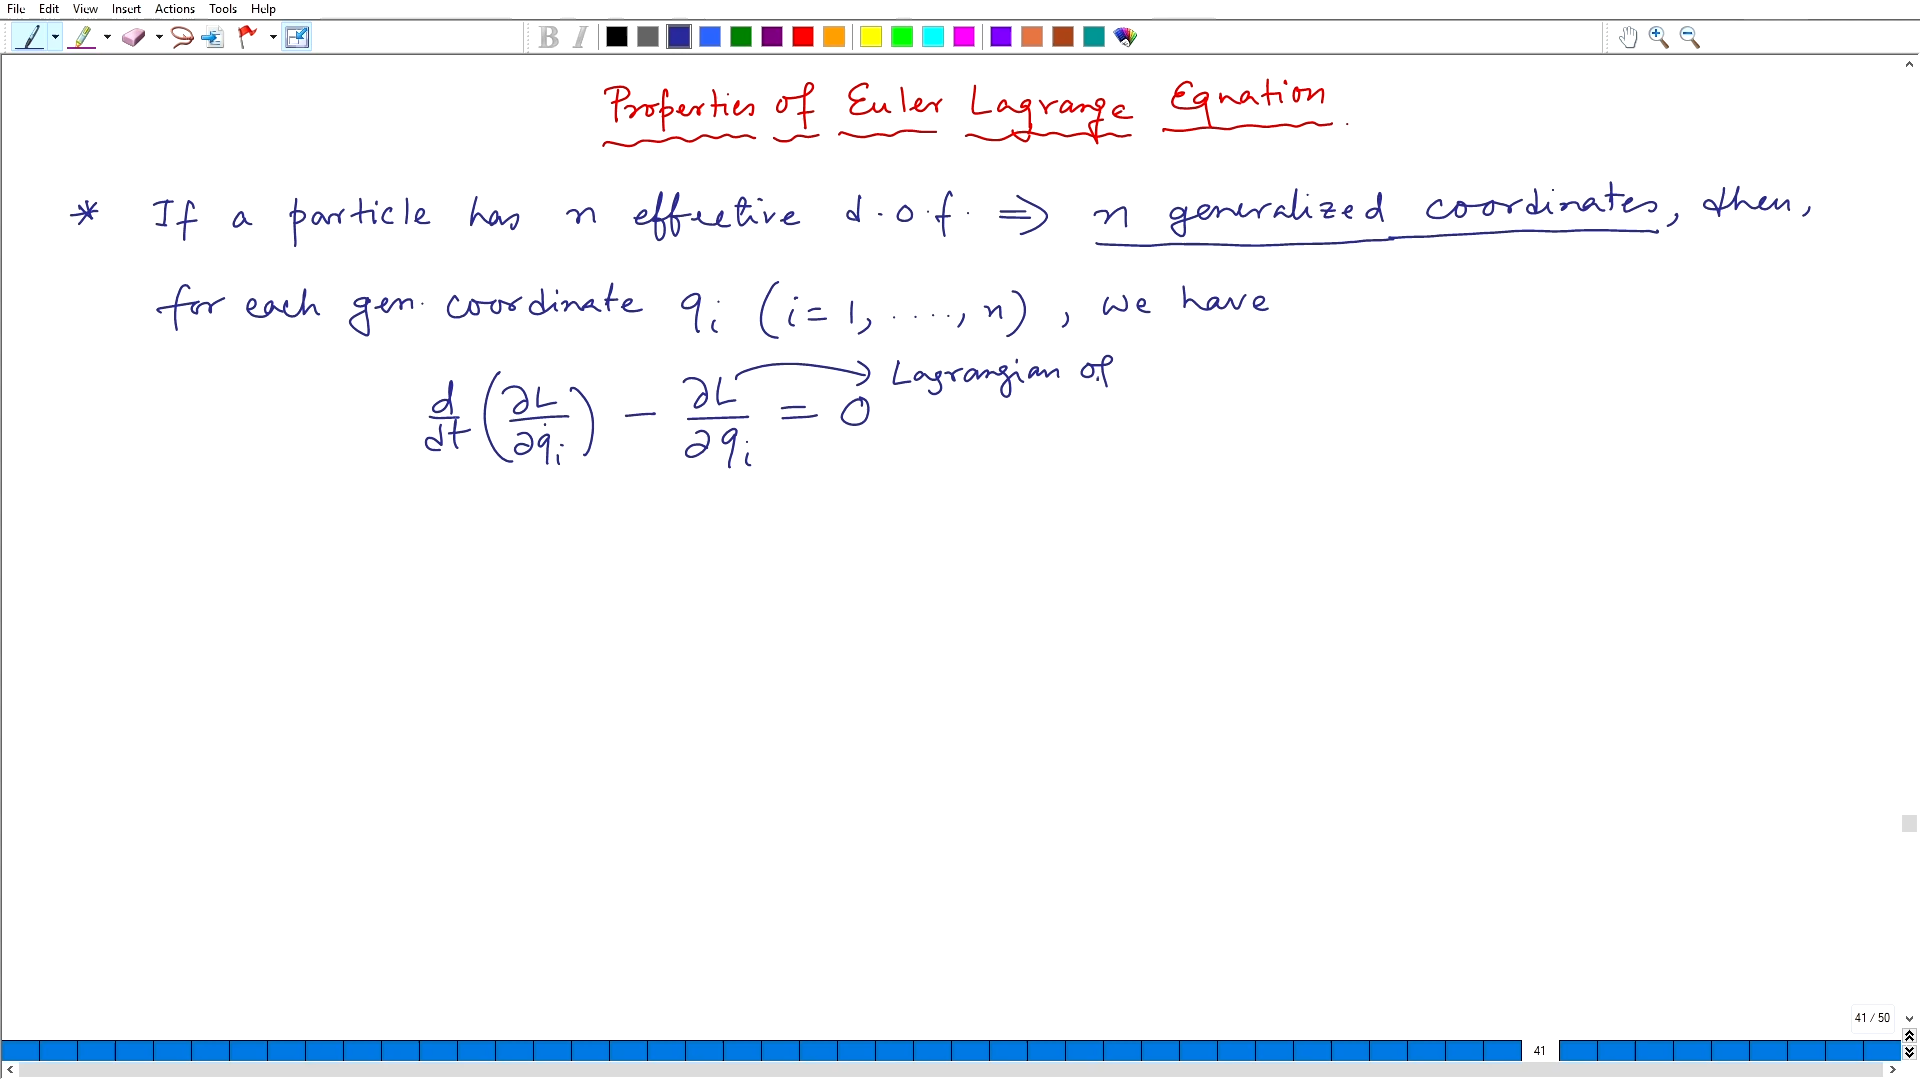 File Edit View Insert Actions Tools Help
B I
Properties of Euler Lagrange Equation.
* If a particle has n effective d.o.f. ⇒ n generalized coordinates, then,
for each gen. coordinate qᵢ (i = 1, ....., n), we have
d/dt (∂L/∂q̇ᵢ) − ∂L/∂qᵢ = 0 → Lagrangian of
41 / 50
41